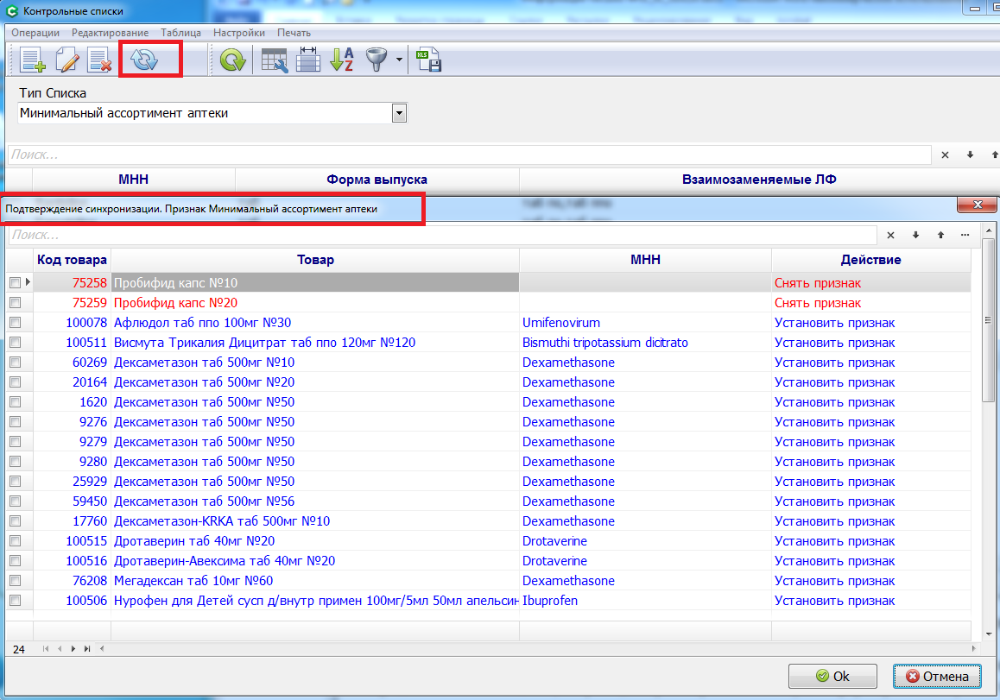 Контрольные списки
Операции Редактирование Таблица Настройки Печать
A
Z
XLS
Тип Списка
Минимальный ассортимент аптеки
Поиск...
МНН Форма выпуска Взаимозаменяемые ЛФ
Подтверждение синхронизации. Признак Минимальный ассортимент аптеки
Поиск...
Код товара Товар МНН Действие
75258 Пробифид капс №10 Снять признак
75259 Пробифид капс №20 Снять признак
100078 Афлюдол таб ппо 100мг №30 Umifenovirum Установить признак
100511 Висмута Трикалия Дицитрат таб ппо 120мг №120 Bismuthi tripotassium dicitrato Установить признак
60269 Дексаметазон таб 500мг №10 Dexamethasone Установить признак
20164 Дексаметазон таб 500мг №20 Dexamethasone Установить признак
1620 Дексаметазон таб 500мг №50 Dexamethasone Установить признак
9276 Дексаметазон таб 500мг №50 Dexamethasone Установить признак
9279 Дексаметазон таб 500мг №50 Dexamethasone Установить признак
9280 Дексаметазон таб 500мг №50 Dexamethasone Установить признак
25929 Дексаметазон таб 500мг №50 Dexamethasone Установить признак
59450 Дексаметазон таб 500мг №56 Dexamethasone Установить признак
17760 Дексаметазон-KRKA таб 500мг №10 Dexamethasone Установить признак
100515 Дротаверин таб 40мг №20 Drotaverine Установить признак
100516 Дротаверин-Авексима таб 40мг №20 Drotaverine Установить признак
76208 Мегадексан таб 10мг №60 Dexamethasone Установить признак
100506 Нурофен для Детей сусп д/внутр примен 100мг/5мл 50мл апельсин Ibuprofen Установить признак
24
Ok Отмена